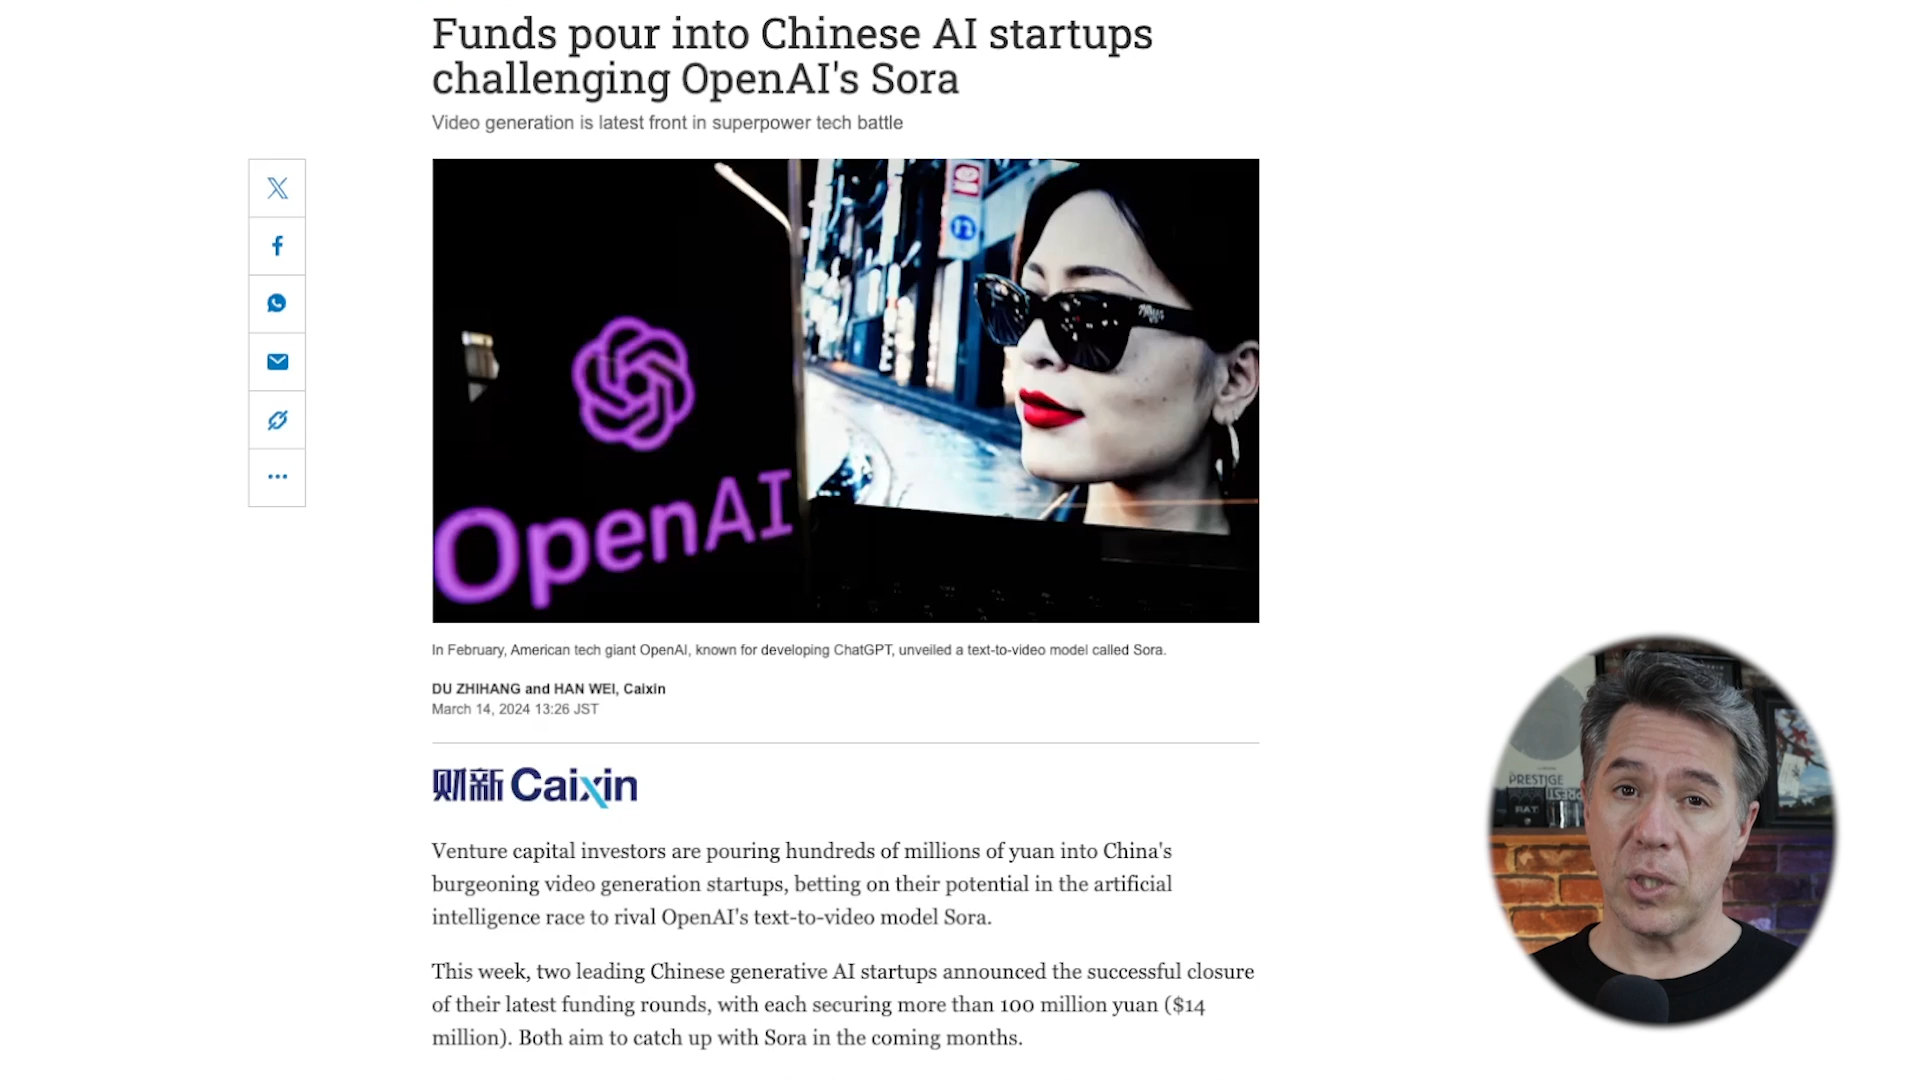 Funds pour into Chinese AI startups
challenging OpenAI's Sora
Video generation is latest front in superpower tech battle
OpenAI
In February, American tech giant OpenAI, known for developing ChatGPT, unveiled a text-to-video model called Sora.
DU ZHIHANG and HAN WEI, Caixin
March 14, 2024 13:26 JST
财新 Caixin
Venture capital investors are pouring hundreds of millions of yuan into China's
burgeoning video generation startups, betting on their potential in the artificial
intelligence race to rival OpenAI's text-to-video model Sora.
This week, two leading Chinese generative AI startups announced the successful closure
of their latest funding rounds, with each securing more than 100 million yuan ($14
million). Both aim to catch up with Sora in the coming months.
PRESTIGE